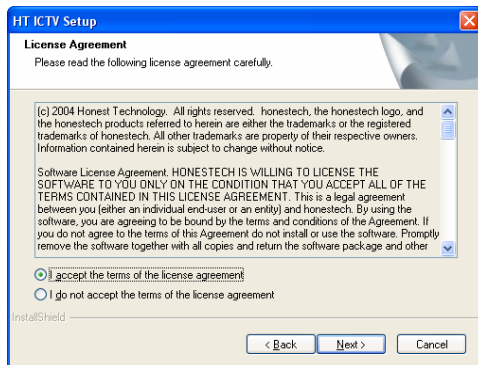 HT ICTV Setup
License Agreement
Please read the following license agreement carefully.
(c) 2004 Honest Technology. All rights reserved. honestech, the honestech logo, and
the honestech products referred to herein are either the trademarks or the registered
trademarks of honestech. All other trademarks are property of their respective owners.
Information contained herein is subject to change without notice.
Software License Agreement. HONESTECH IS WILLING TO LICENSE THE
SOFTWARE TO YOU ONLY ON THE CONDITION THAT YOU ACCEPT ALL OF THE
TERMS CONTAINED IN THIS LICENSE AGREEMENT. This is a legal agreement
between you (either an individual end-user or an entity) and honestech. By using the
software, you are agreeing to be bound by the terms and conditions of the Agreement. If
you do not agree to the terms of this Agreement do not install or use the software. Promptly
remove the software together with all copies and return the software package and other
I accept the terms of the license agreement
I do not accept the terms of the license agreement
InstallShield
< Back Next > Cancel